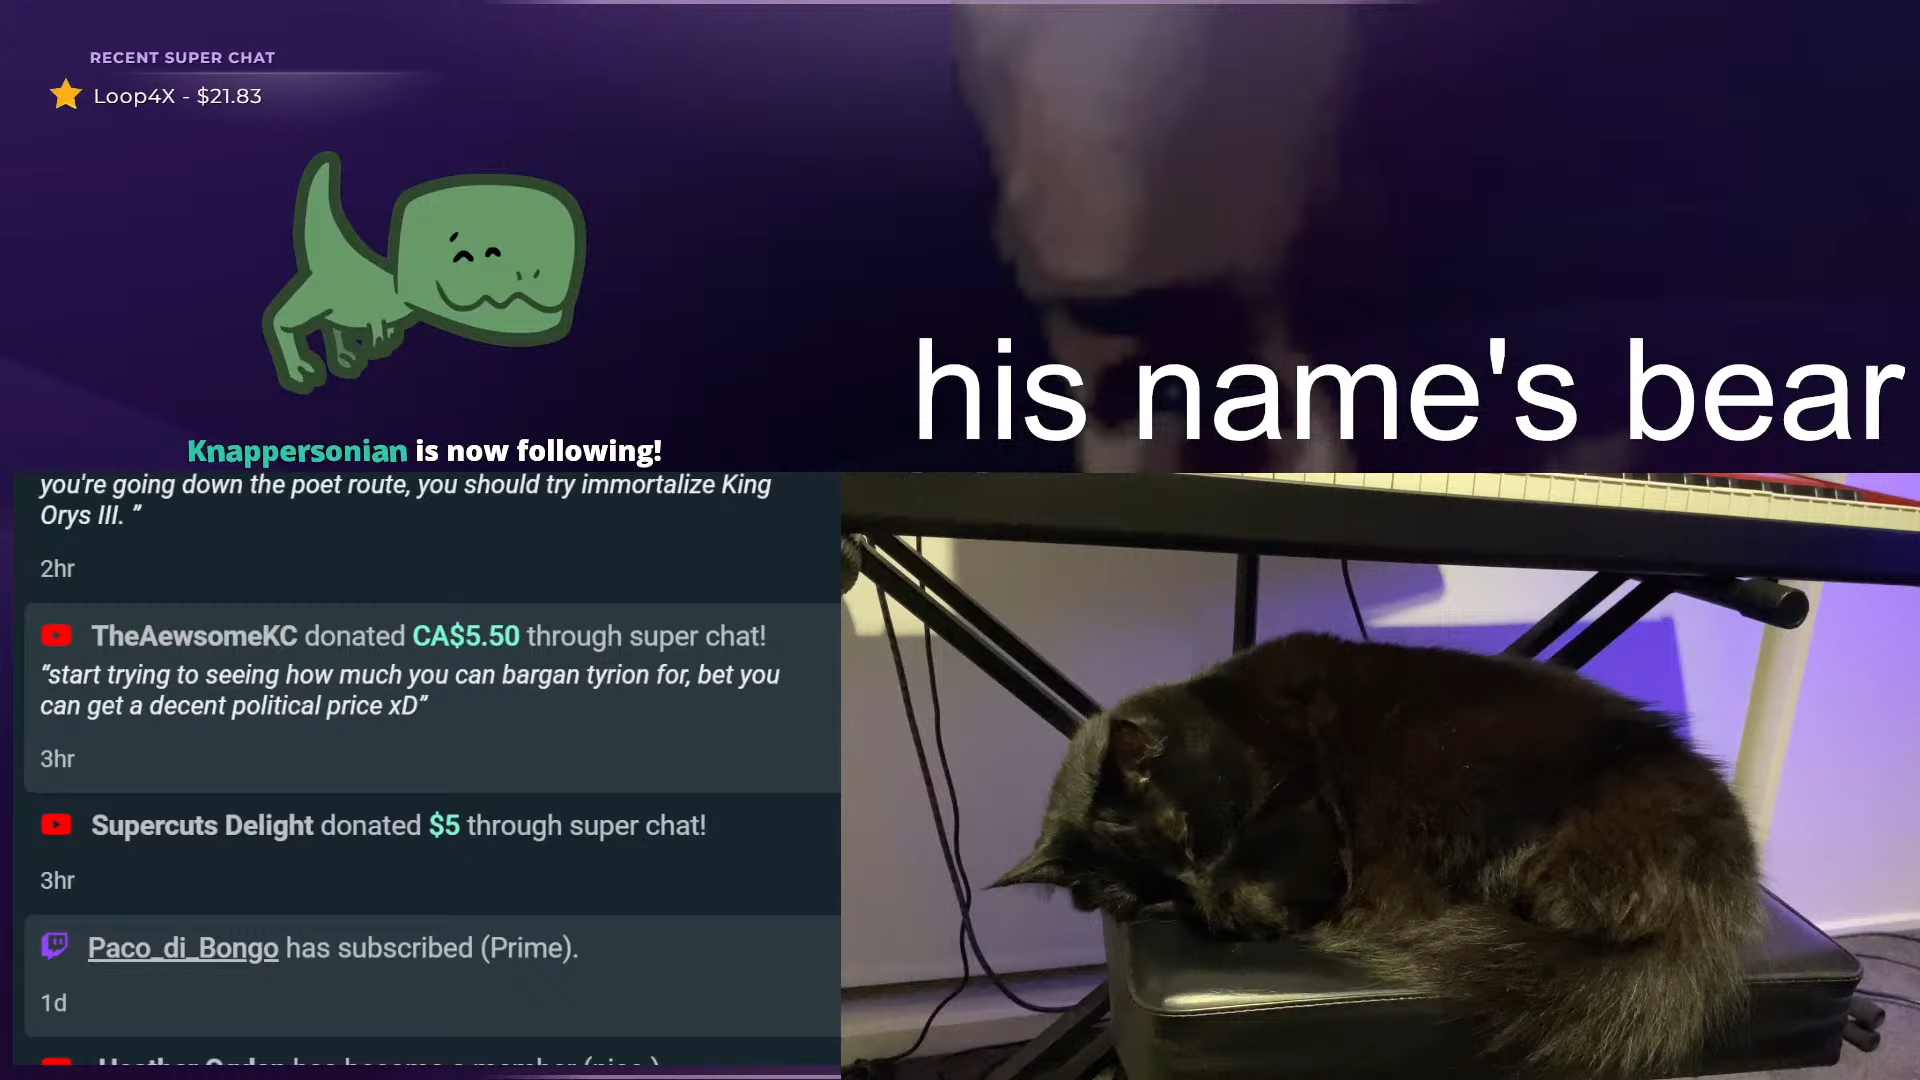 RECENT SUPER CHAT
Loop4X - $21.83
his name's bear
Knappersonian is now following!
you're going down the poet route, you should try immortalize King
Orys III. ”
2hr
TheAewsomeKC donated CA$5.50 through super chat!
“start trying to seeing how much you can bargan tyrion for, bet you
can get a decent political price xD”
3hr
Supercuts Delight donated $5 through super chat!
3hr
Paco_di_Bongo has subscribed (Prime).
1d
has become a member